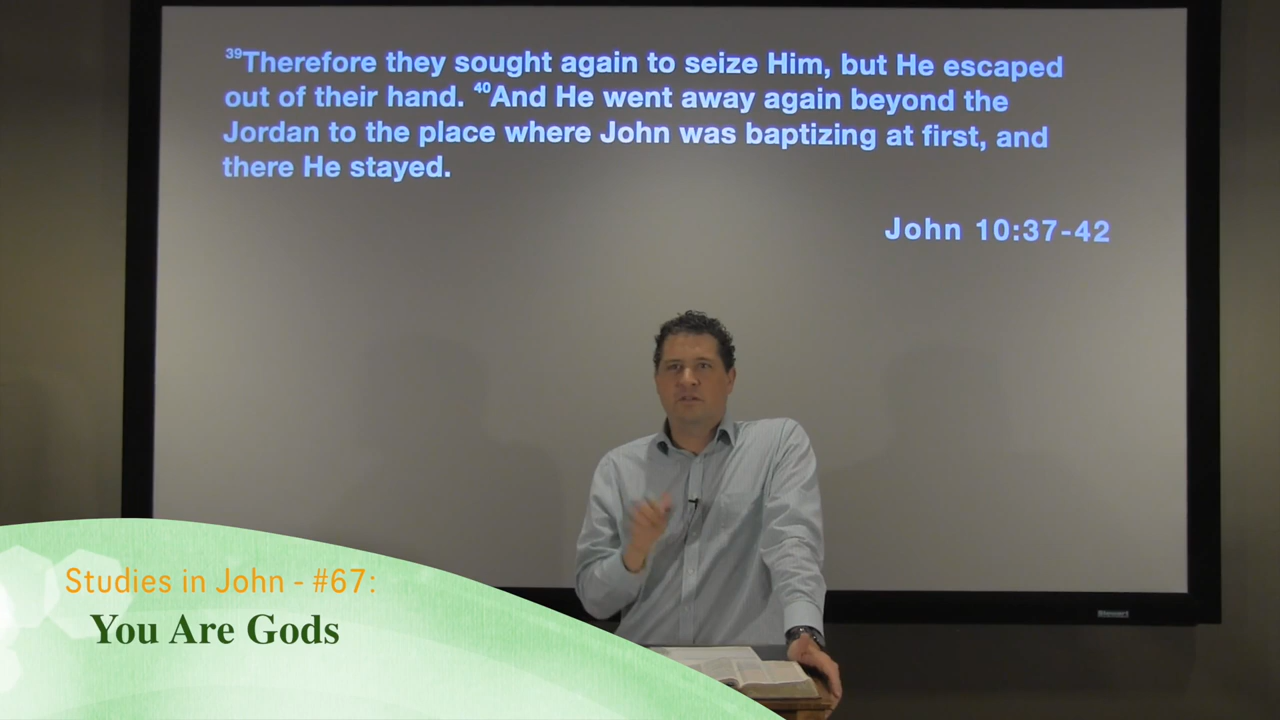 39Therefore they sought again to seize Him, but He escaped
out of their hand. 40And He went away again beyond the
Jordan to the place where John was baptizing at first, and
there He stayed.
John 10:37-42
Stewart
Studies in John - #67:
You Are Gods